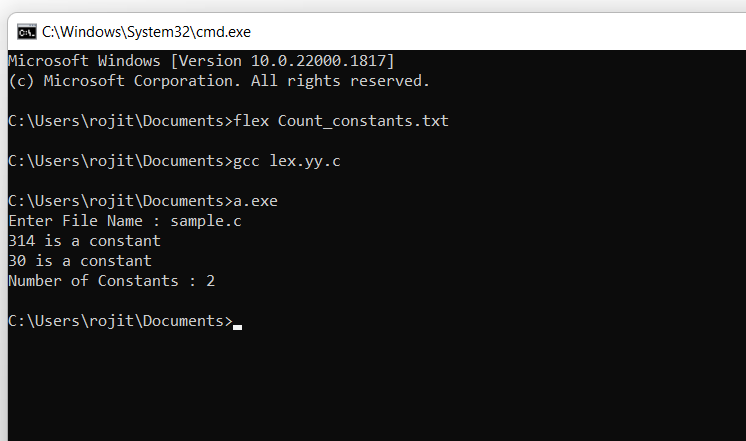 C:\Windows\System32\cmd.exe
Microsoft Windows [Version 10.0.22000.1817]
(c) Microsoft Corporation. All rights reserved.
C:\Users\rojit\Documents>flex Count_constants.txt
C:\Users\rojit\Documents>gcc lex.yy.c
C:\Users\rojit\Documents>a.exe
Enter File Name : sample.c
314 is a constant
30 is a constant
Number of Constants : 2
C:\Users\rojit\Documents>